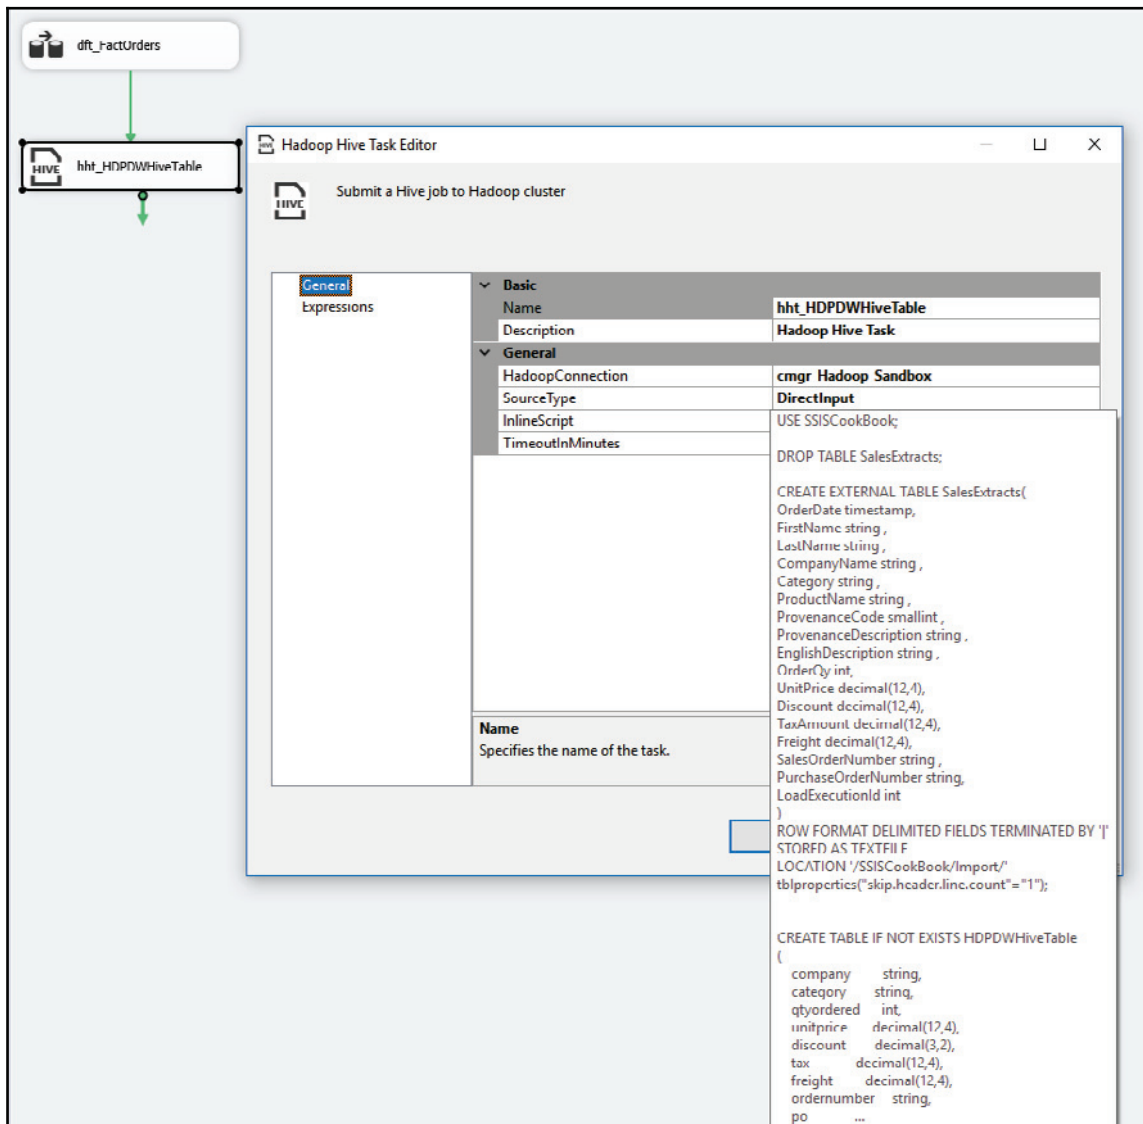 dft_FactOrders
HIVE
hht_HDPDWHiveTable
Hadoop Hive Task Editor
HIVE
Submit a Hive job to Hadoop cluster
General
Expressions
Basic
Name hht_HDPDWHiveTable
Description Hadoop Hive Task
General
HadoopConnection cmgr_Hadoop_Sandbox
SourceType DirectInput
InlineScript
TimeoutInMinutes
Name
Specifies the name of the task.
USE SSISCookBook;
DROP TABLE SalesExtracts;
CREATE EXTERNAL TABLE SalesExtracts(
OrderDate timestamp,
FirstName string ,
LastName string ,
CompanyName string ,
Category string ,
ProductName string ,
ProvenanceCode smallint ,
ProvenanceDescription string ,
EnglishDescription string ,
OrderQy int,
UnitPrice decimal(12,4),
Discount decimal(12,4),
TaxAmount decimal(12,4),
Freight decimal(12,4),
SalesOrderNumber string ,
PurchaseOrderNumber string,
LoadExecutionId int
)
ROW FORMAT DELIMITED FIELDS TERMINATED BY '|'
STORED AS TEXTFILE
LOCATION '/SSISCookBook/Import/'
tblproperties("skip.header.line.count"="1");
CREATE TABLE IF NOT EXISTS HDPDWHiveTable
(
company string,
category string,
qtyordered int,
unitprice decimal(12,4),
discount decimal(3,2),
tax decimal(12,4),
freight decimal(12,4),
ordernumber string,
po ...